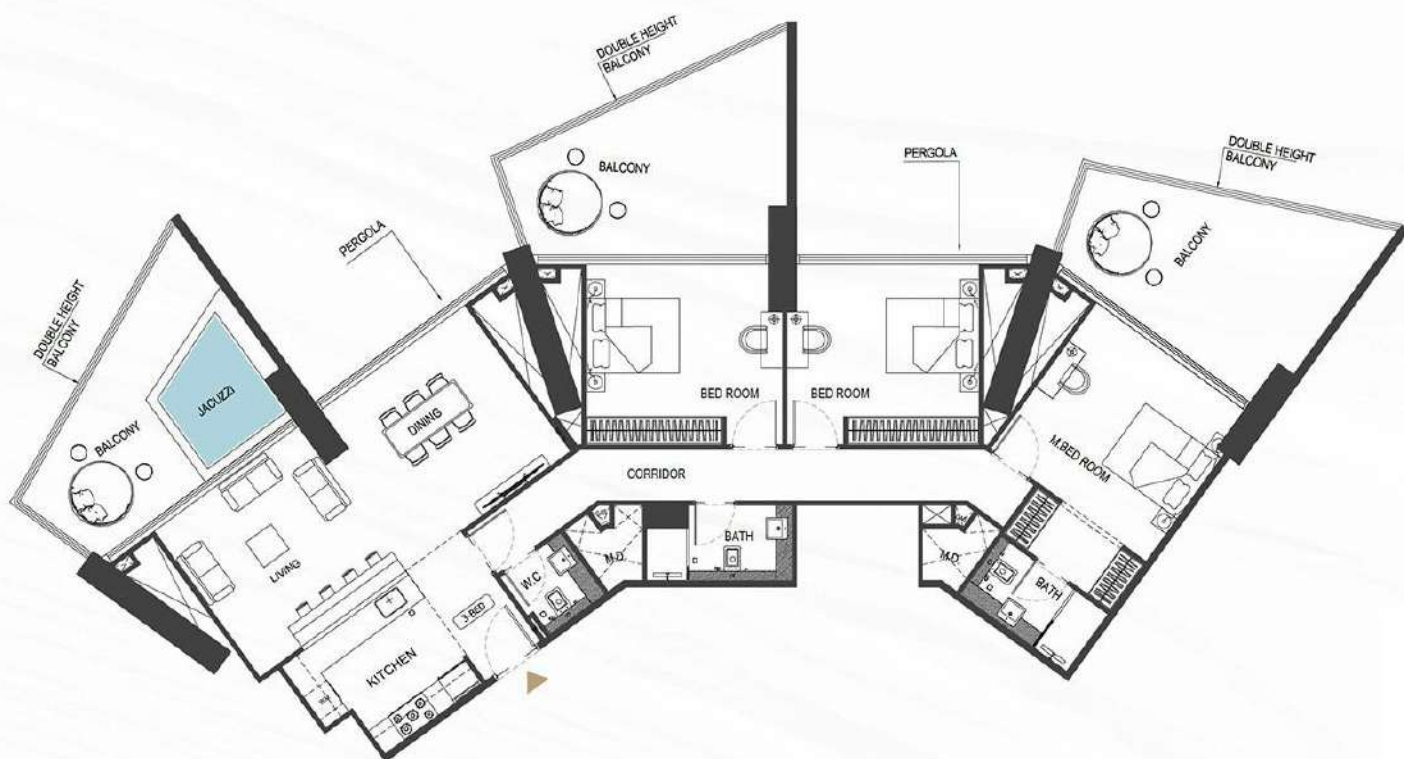 DOUBLE HEIGHT
BALCONY
BALCONY
PERGOLA
DOUBLE HEIGHT
BALCONY
BALCONY
PERGOLA
DOUBLE HEIGHT
BALCONY
JACUZZI
BALCONY
DINING
BED ROOM
BED ROOM
M.BED ROOM
CORRIDOR
LIVING
BATH
M.D.
W.C
M.D.
BATH
3-BED
KITCHEN